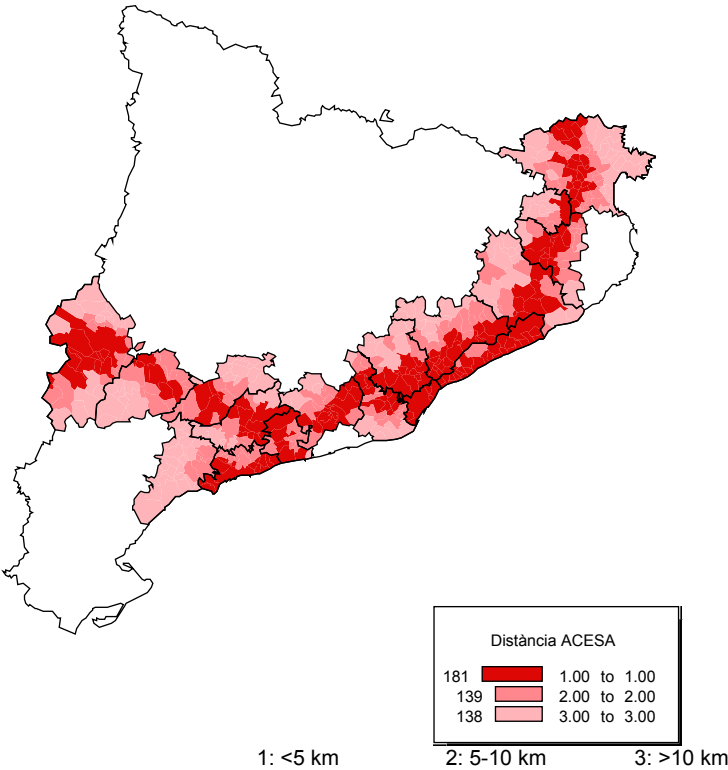 Distància ACESA
181 1.00 to 1.00
139 2.00 to 2.00
138 3.00 to 3.00
1: <5 km 2: 5-10 km 3: >10 km